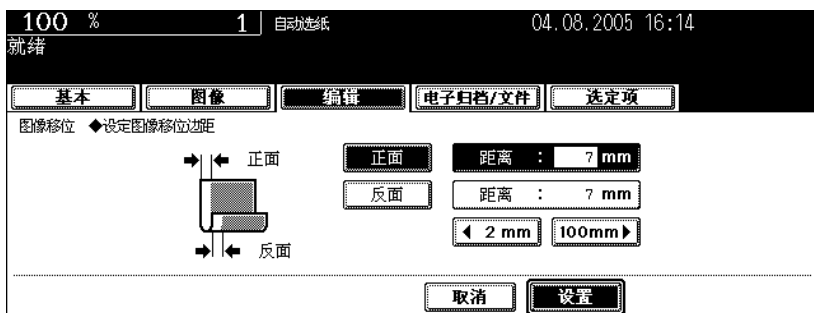 100 % 1 自动选纸 04.08.2005 16:14
就绪
基本 图像 编辑 电子归档/文件 选定项
图像移位 ◆设定图像移位边距
正面 正面 距离 : 7 mm
反面 距离 : 7 mm
◀ 2 mm 100mm▶
反面
取消 设置